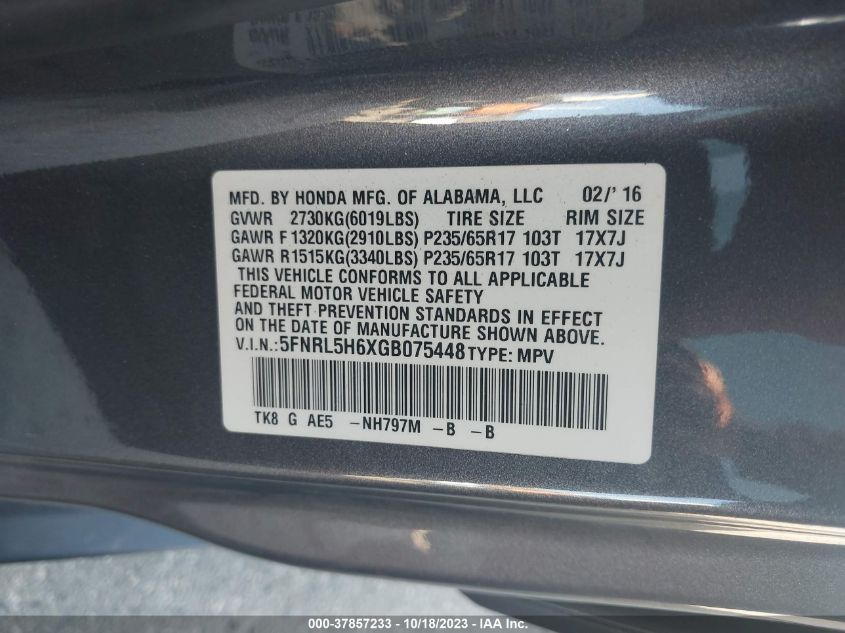 MFD. BY HONDA MFG. OF ALABAMA, LLC 02/' 16
GVWR 2730KG(6019LBS) TIRE SIZE RIM SIZE
GAWR F 1320KG(2910LBS) P235/65R17 103T 17X7J
GAWR R1515KG(3340LBS) P235/65R17 103T 17X7J
THIS VEHICLE CONFORMS TO ALL APPLICABLE
FEDERAL MOTOR VEHICLE SAFETY
AND THEFT PREVENTION STANDARDS IN EFFECT
ON THE DATE OF MANUFACTURE SHOWN ABOVE.
V.I.N.:5FNRL5H6XGB075448 TYPE: MPV
TK8 G AE5 -NH797M -B -B
000-37857233 - 10/18/2023 - IAAI Inc.